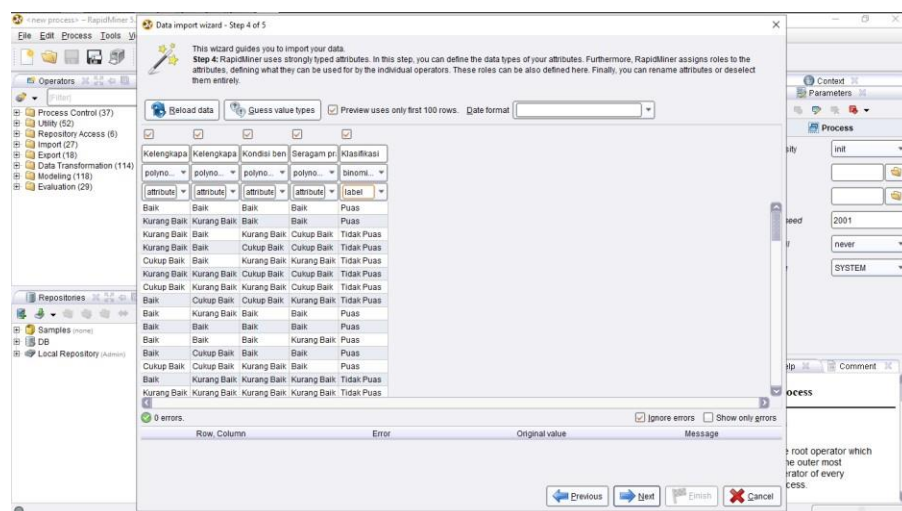 <new process> – RapidMiner 5.
File Edit Process Tools Vi
Operators
[Filter]
Process Control (37)
Utility (52)
Repository Access (6)
Import (27)
Export (18)
Data Transformation (114)
Modeling (118)
Evaluation (29)
Repositories
Samples (none)
DB
Local Repository (Admin)
Data import wizard - Step 4 of 5
This wizard guides you to import your data.
Step 4: RapidMiner uses strongly typed attributes. In this step, you can define the data types of your attributes. Furthermore, RapidMiner assigns roles to the
attributes, defining what they can be used for by the individual operators. These roles can be also defined here. Finally, you can rename attributes or deselect
them entirely.
Reload data Guess value types Preview uses only first 100 rows. Date format
Kelengkapa Kelengkapa Kondisi ben Seragam pr Klasifikasi
polyno... polyno... polyno... polyno... binomi...
attribute attribute attribute attribute label
Baik Baik Baik Baik Puas
Kurang Baik Kurang Baik Baik Baik Puas
Kurang Baik Baik Kurang Baik Cukup Baik Tidak Puas
Kurang Baik Baik Cukup Baik Cukup Baik Tidak Puas
Cukup Baik Baik Kurang Baik Kurang Baik Tidak Puas
Kurang Baik Kurang Baik Cukup Baik Cukup Baik Tidak Puas
Cukup Baik Kurang Baik Kurang Baik Cukup Baik Tidak Puas
Baik Cukup Baik Cukup Baik Kurang Baik Tidak Puas
Baik Kurang Baik Baik Baik Puas
Baik Baik Baik Baik Puas
Baik Baik Baik Kurang Baik Puas
Baik Cukup Baik Baik Baik Puas
Cukup Baik Cukup Baik Kurang Baik Baik Puas
Baik Kurang Baik Kurang Baik Kurang Baik Tidak Puas
Kurang Baik Kurang Baik Kurang Baik Kurang Baik Tidak Puas
0 errors.
Ignore errors Show only errors
Row, Column Error Original value Message
Previous Next Finish Cancel
Context
Parameters
Process
sity init
seed 2001
never
SYSTEM
elp Comment
ocess
e root operator which
he outer most
erator of every
cess.